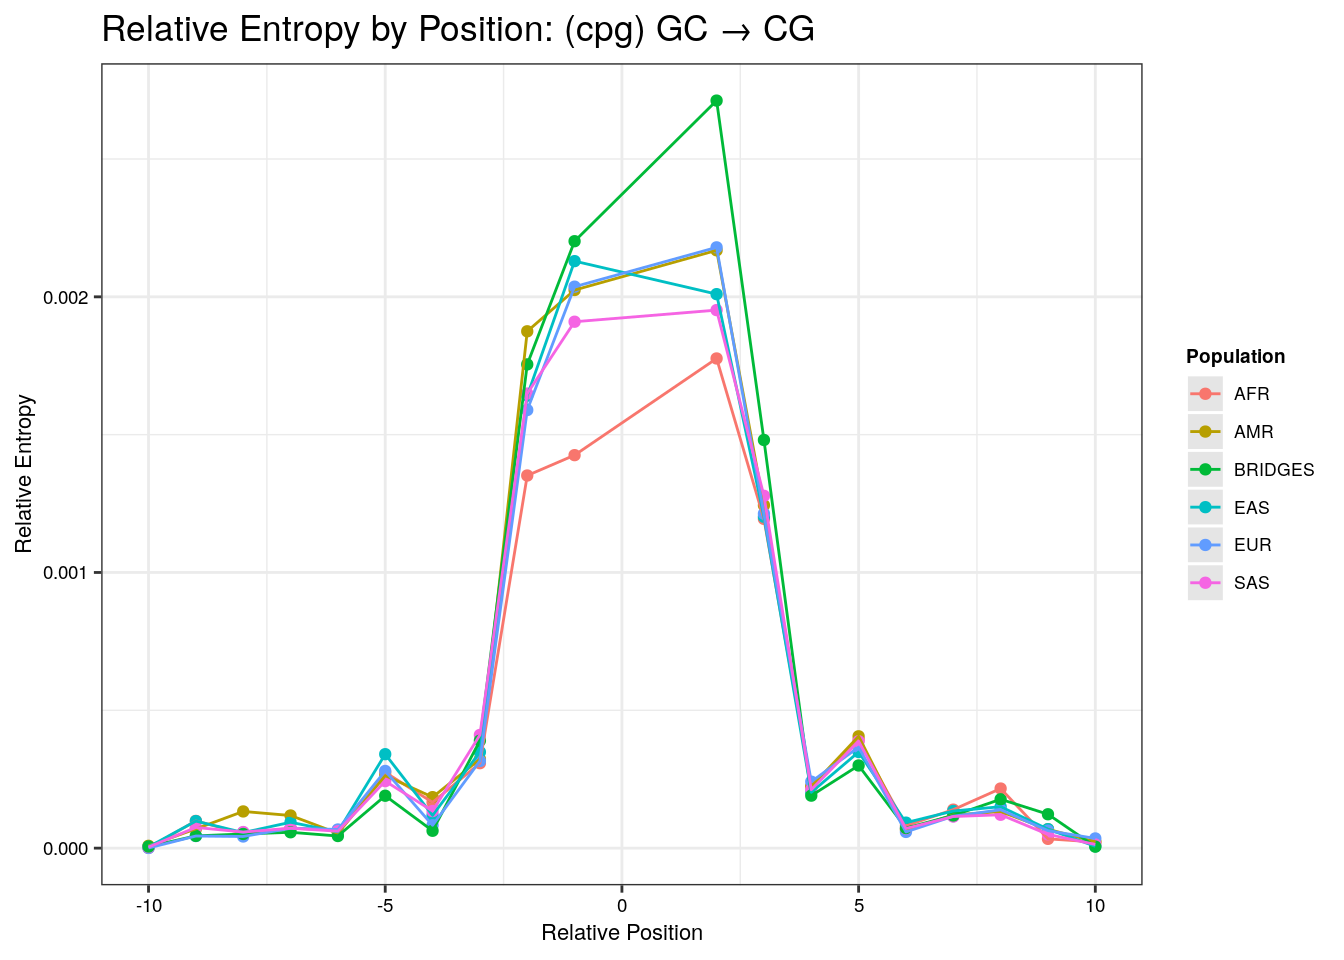 Relative Entropy by Position: (cpg) GC → CG
Relative Entropy
0.002
0.001
0.000
-10
-5
0
5
10
Relative Position
Population
AFR
AMR
BRIDGES
EAS
EUR
SAS